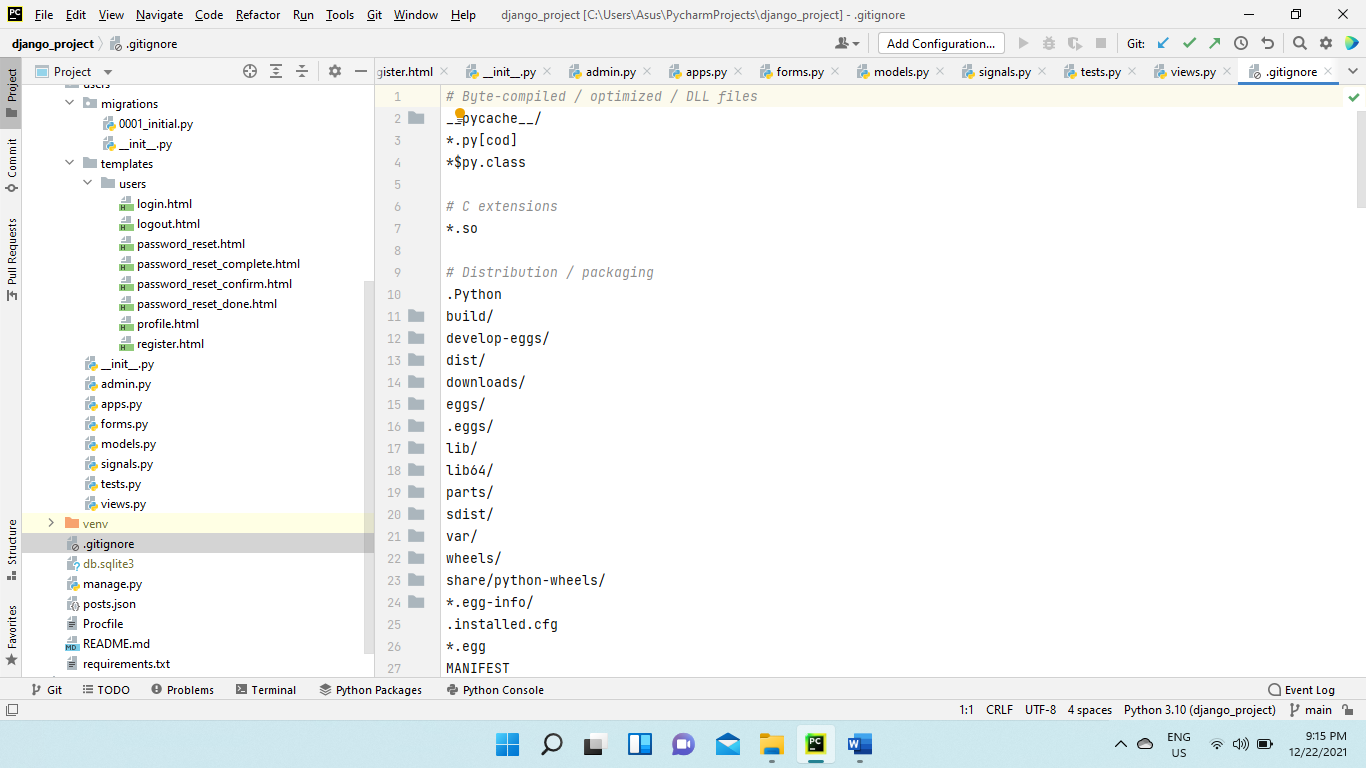 PC File Edit View Navigate Code Refactor Run Tools Git Window Help django_project [C:\Users\Asus\PycharmProjects\django_project] - .gitignore
django_project .gitignore Add Configuration... Git:
Project gister.html __init__.py admin.py apps.py forms.py models.py signals.py tests.py views.py .gitignore
Project
Commit
Pull Requests
Structure
Favorites
users
migrations
0001_initial.py
__init__.py
templates
users
login.html
logout.html
password_reset.html
password_reset_complete.html
password_reset_confirm.html
password_reset_done.html
profile.html
register.html
__init__.py
admin.py
apps.py
forms.py
models.py
signals.py
tests.py
views.py
venv
.gitignore
db.sqlite3
manage.py
posts.json
Procfile
README.md
requirements.txt
1 # Byte-compiled / optimized / DLL files
2 __pycache__/
3 *.py[cod]
4 *$py.class
5
6 # C extensions
7 *.so
8
9 # Distribution / packaging
10 .Python
11 build/
12 develop-eggs/
13 dist/
14 downloads/
15 eggs/
16 .eggs/
17 lib/
18 lib64/
19 parts/
20 sdist/
21 var/
22 wheels/
23 share/python-wheels/
24 *.egg-info/
25 .installed.cfg
26 *.egg
27 MANIFEST
Git TODO Problems Terminal Python Packages Python Console Event Log
1:1 CRLF UTF-8 4 spaces Python 3.10 (django_project) main
ENG
US
9:15 PM
12/22/2021